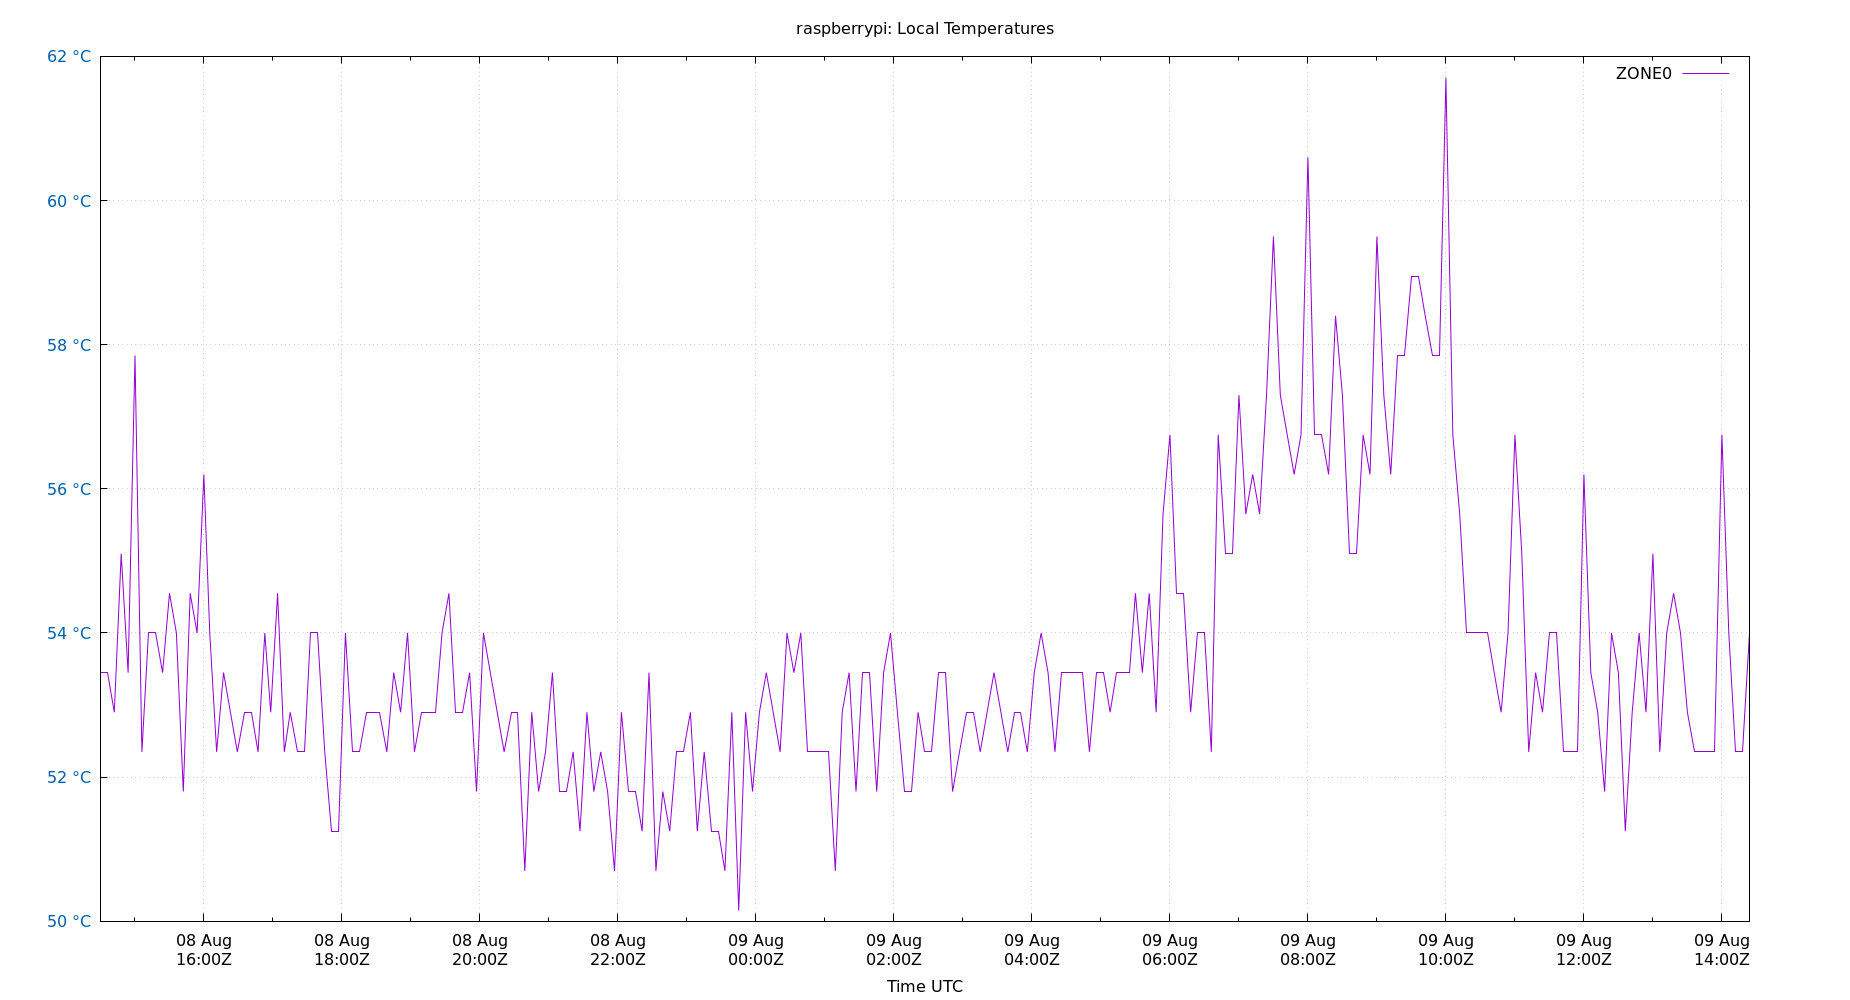 raspberrypi: Local Temperatures
62 °C
ZONE0
60 °C
58 °C
56 °C
54 °C
52 °C
50 °C
08 Aug 08 Aug 08 Aug 08 Aug 09 Aug 09 Aug 09 Aug 09 Aug 09 Aug 09 Aug 09 Aug 09 Aug
16:00Z 18:00Z 20:00Z 22:00Z 00:00Z 02:00Z 04:00Z 06:00Z 08:00Z 10:00Z 12:00Z 14:00Z
Time UTC